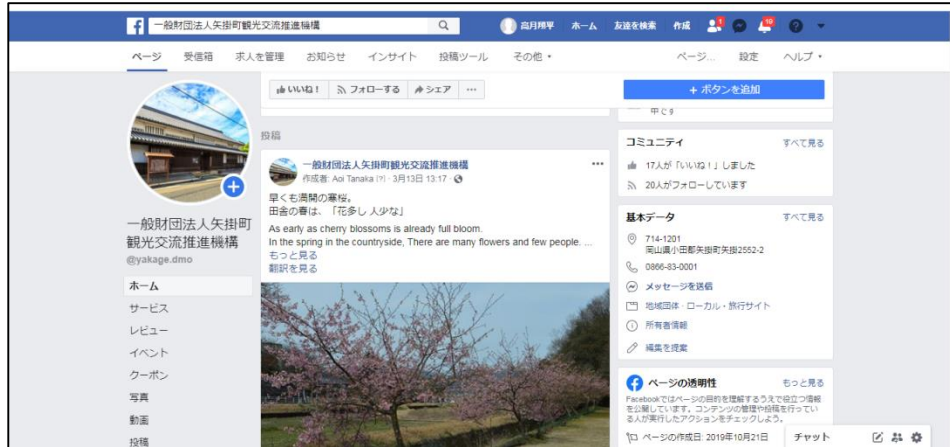 一般財団法人矢掛町観光交流推進機構
高月翔平 ホーム 友達を検索 作成 1 19
ページ 受信箱 求人を管理 お知らせ インサイト 投稿ツール その他 ページ... 設定 ヘルプ
いいね! フォローする シェア ...
+ ボタンを追加
一般財団法人矢掛町
観光交流推進機構
@yakage.dmo
ホーム
サービス
レビュー
イベント
クーポン
写真
動画
投稿
投稿
一般財団法人矢掛町観光交流推進機構
作成者: Aoi Tanaka [?] · 3月13日 13:17 ·
早くも満開の寒桜。
田舎の春は、「花多し 人少な」
As early as cherry blossoms is already full bloom.
In the spring in the countryside, There are many flowers and few people. ...
もっと見る
翻訳を見る
中です
コミュニティ すべて見る
17人が「いいね!」しました
20人がフォローしています
基本データ すべて見る
714-1201
岡山県小田郡矢掛町矢掛2552-2
0866-83-0001
メッセージを送信
地域団体 · ローカル・旅行サイト
所有者情報
編集を提案
ページの透明性 もっと見る
Facebookではページの目的を理解するうえで役立つ情報
を公開しています。コンテンツの管理や投稿を行ってい
る人が実行したアクションをチェックしよう。
ページの作成日: 2019年10月21日
チャット